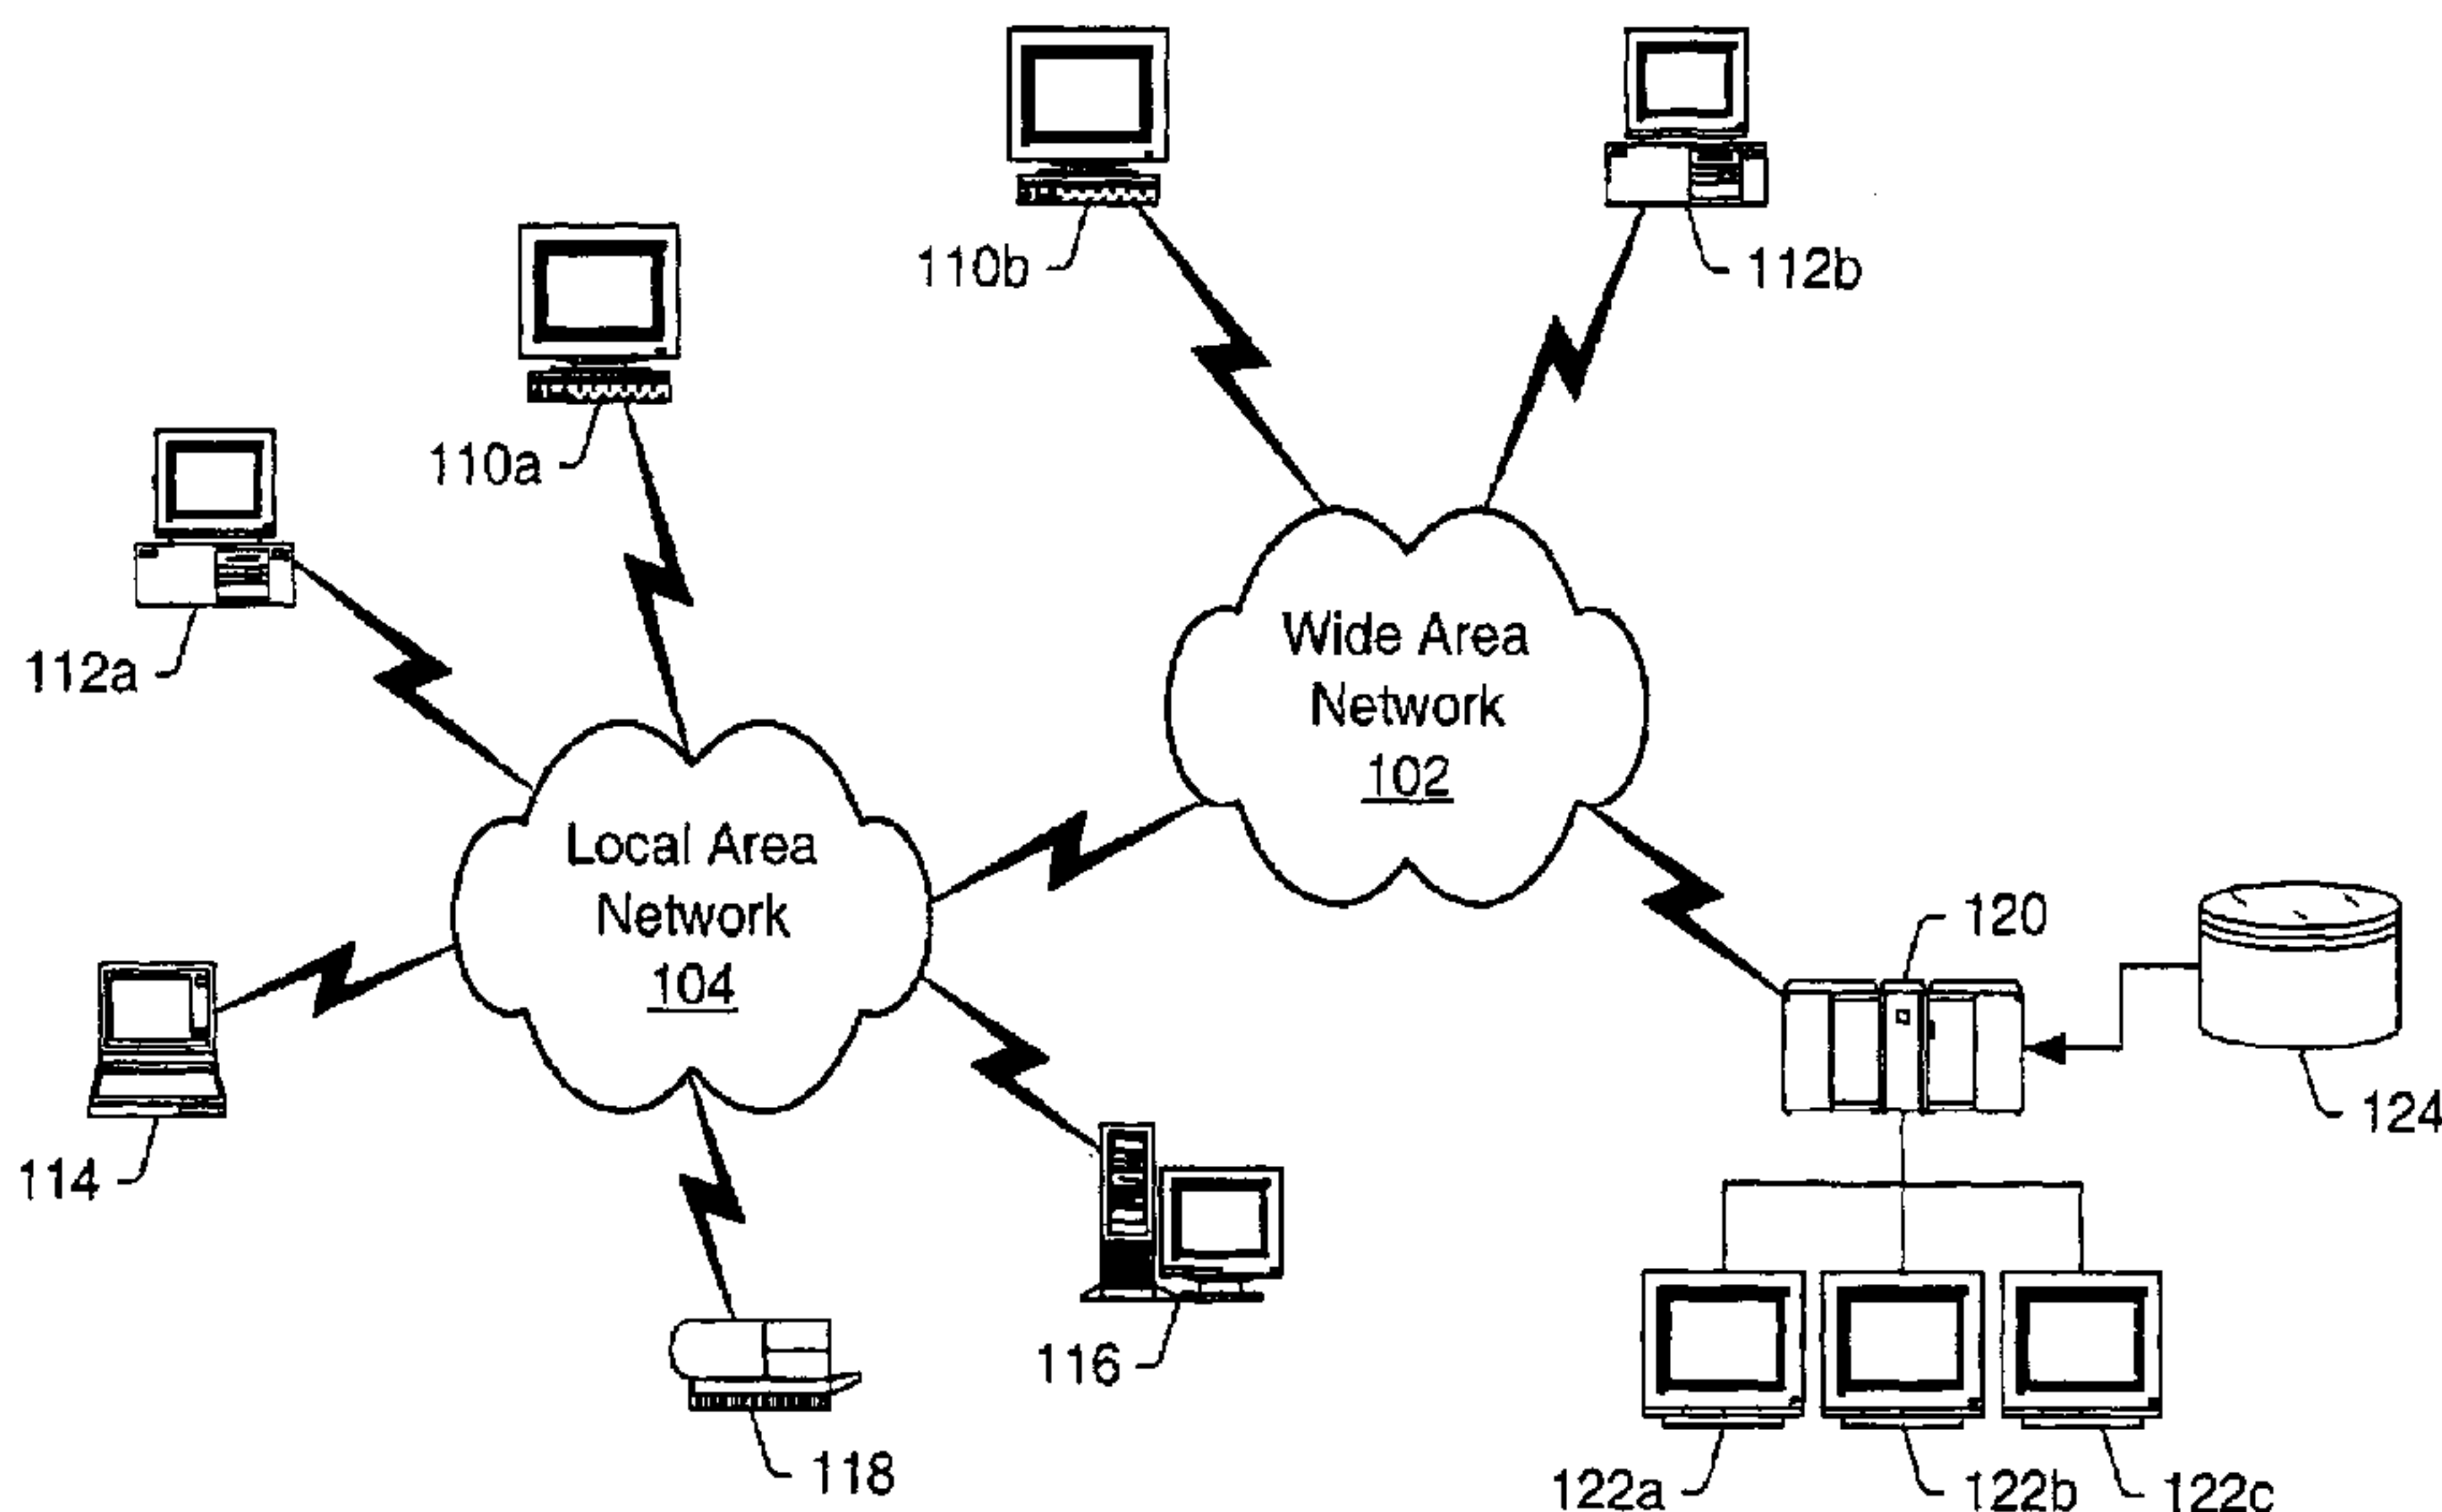 110b
112b
110a
112a
Wide Area
Network
102
Local Area
Network
104
120
124
114
116
118
122a
122b
122c